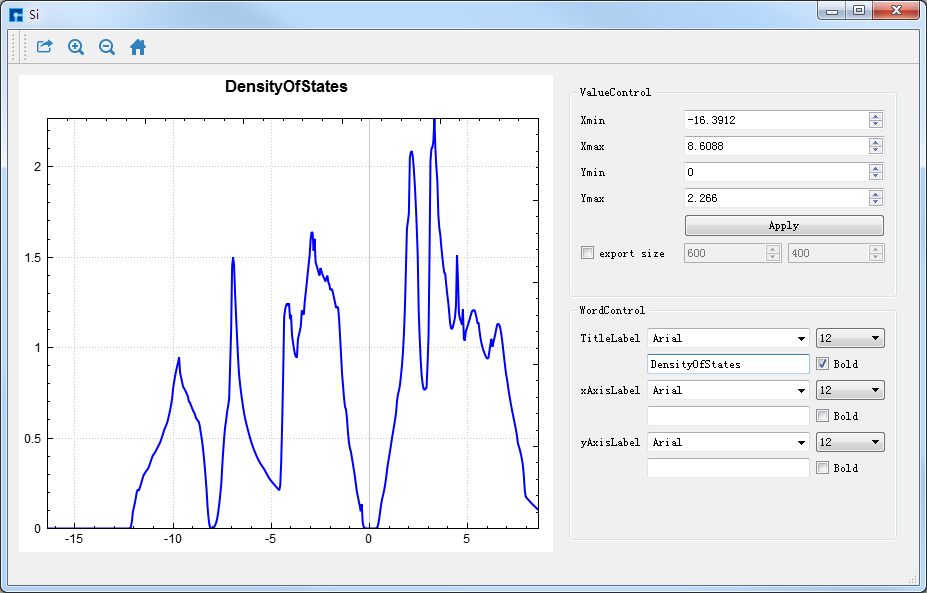 Si
DensityOfStates
2
1.5
1
0.5
0
-15 -10 -5 0 5
ValueControl
Xmin -16.3912
Xmax 8.6088
Ymin 0
Ymax 2.266
Apply
export size 600 400
WordControl
TitleLabel Arial 12
DensityOfStates Bold
xAxisLabel Arial 12
Bold
yAxisLabel Arial 12
Bold